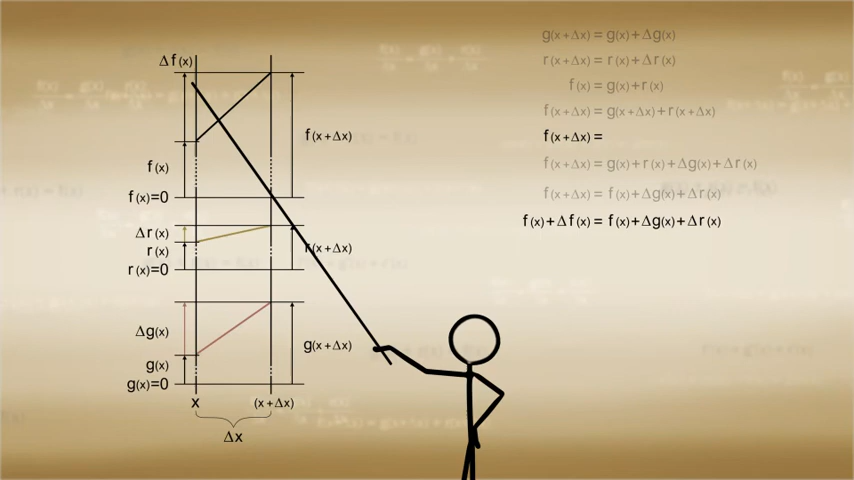 Δf(x)
f(x+Δx)
f(x)
f(x)=0
Δr(x)
r(x)
r(x)=0
r(x+Δx)
Δg(x)
g(x)
g(x)=0
g(x+Δx)
x
(x+Δx)
Δx
g(x+Δx) = g(x)+Δg(x)
r(x+Δx) = r(x)+Δr(x)
f(x) = g(x)+r(x)
f(x+Δx) = g(x+Δx)+r(x+Δx)
f(x+Δx) =
f(x+Δx) = g(x)+r(x)+Δg(x)+Δr(x)
f(x+Δx) = f(x)+Δg(x)+Δr(x)
f(x)+Δf(x) = f(x)+Δg(x)+Δr(x)